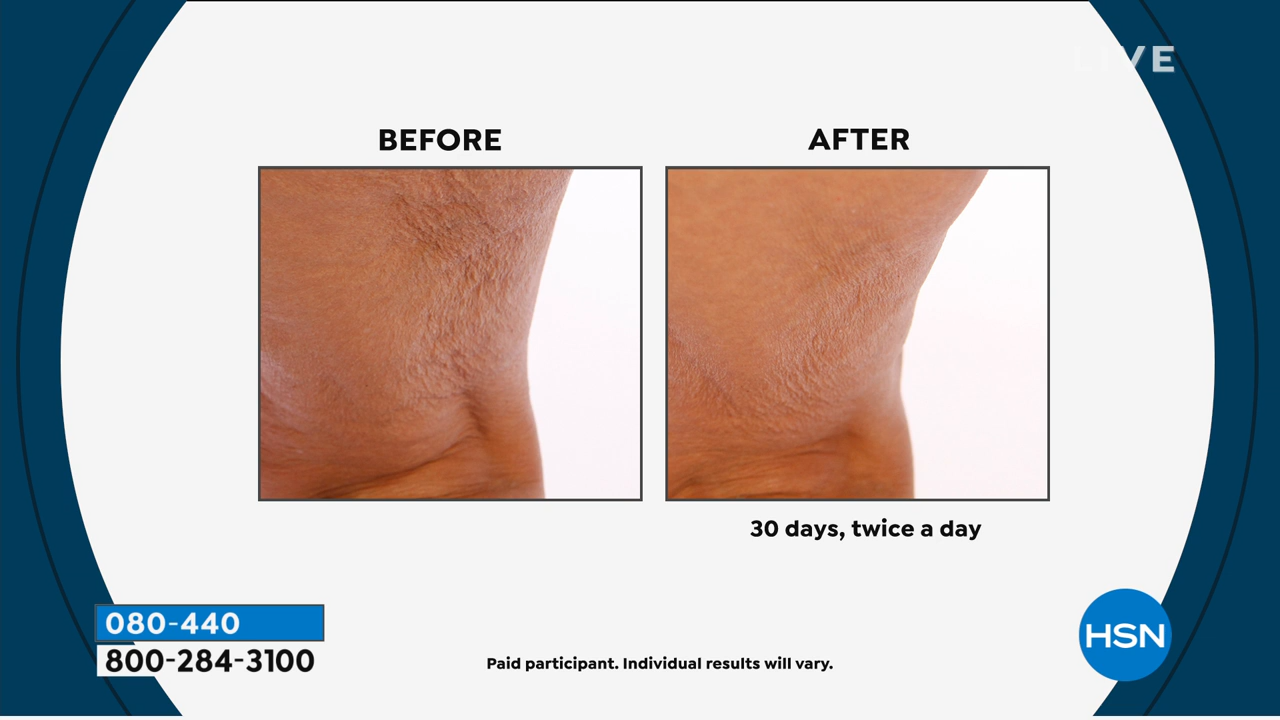 LIVE
BEFORE
AFTER
30 days, twice a day
080-440
800-284-3100
Paid participant. Individual results will vary.
HSN